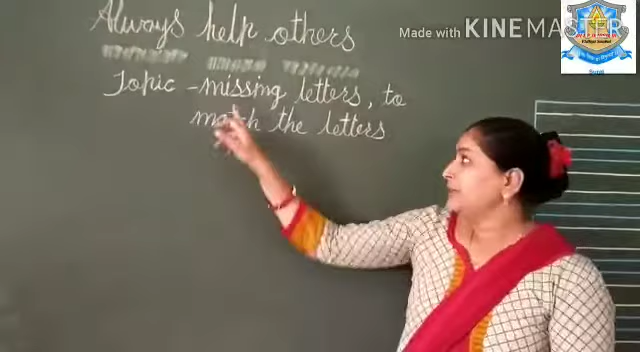 Always help others
Topic - missing letters, to
match the letters
Made with KINEMASTER